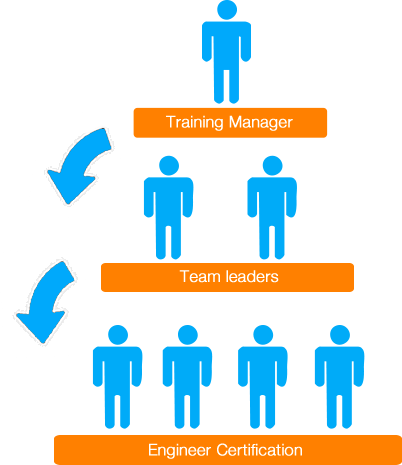 Training Manager
Team leaders
Engineer Certification